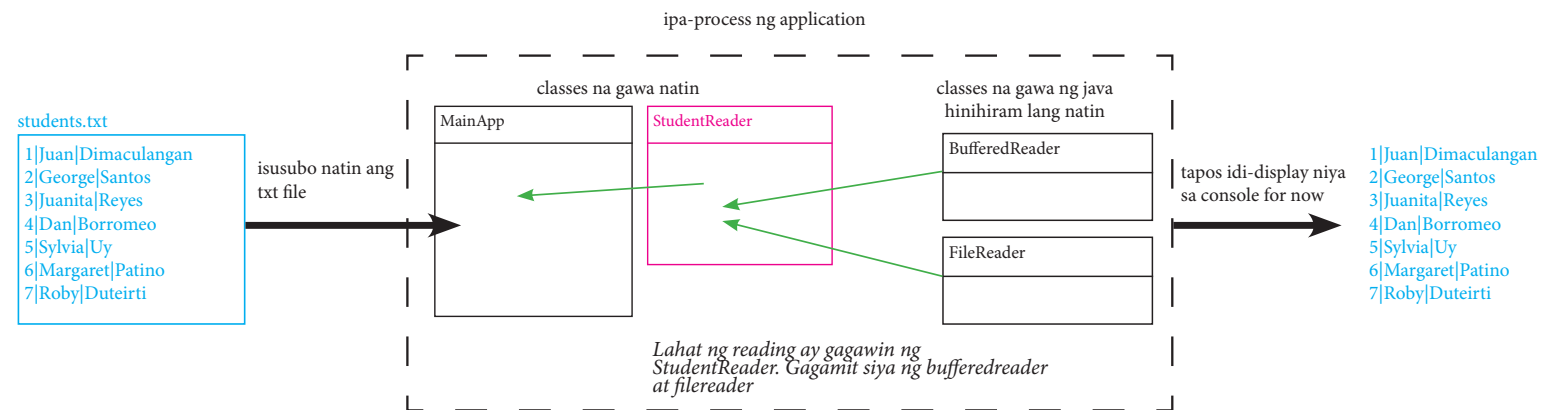 ipa-process ng application
classes na gawa natin
classes na gawa ng java
hinihiram lang natin
students.txt
1|Juan|Dimaculangan
2|George|Santos
3|Juanita|Reyes
4|Dan|Borromeo
5|Sylvia|Uy
6|Margaret|Patino
7|Roby|Duteirti
isusubo natin ang
txt file
MainApp
StudentReader
BufferedReader
FileReader
Lahat ng reading ay gagawin ng
StudentReader. Gagamit siya ng bufferedreader
at filereader
tapos idi-display niya
sa console for now
1|Juan|Dimaculangan
2|George|Santos
3|Juanita|Reyes
4|Dan|Borromeo
5|Sylvia|Uy
6|Margaret|Patino
7|Roby|Duteirti